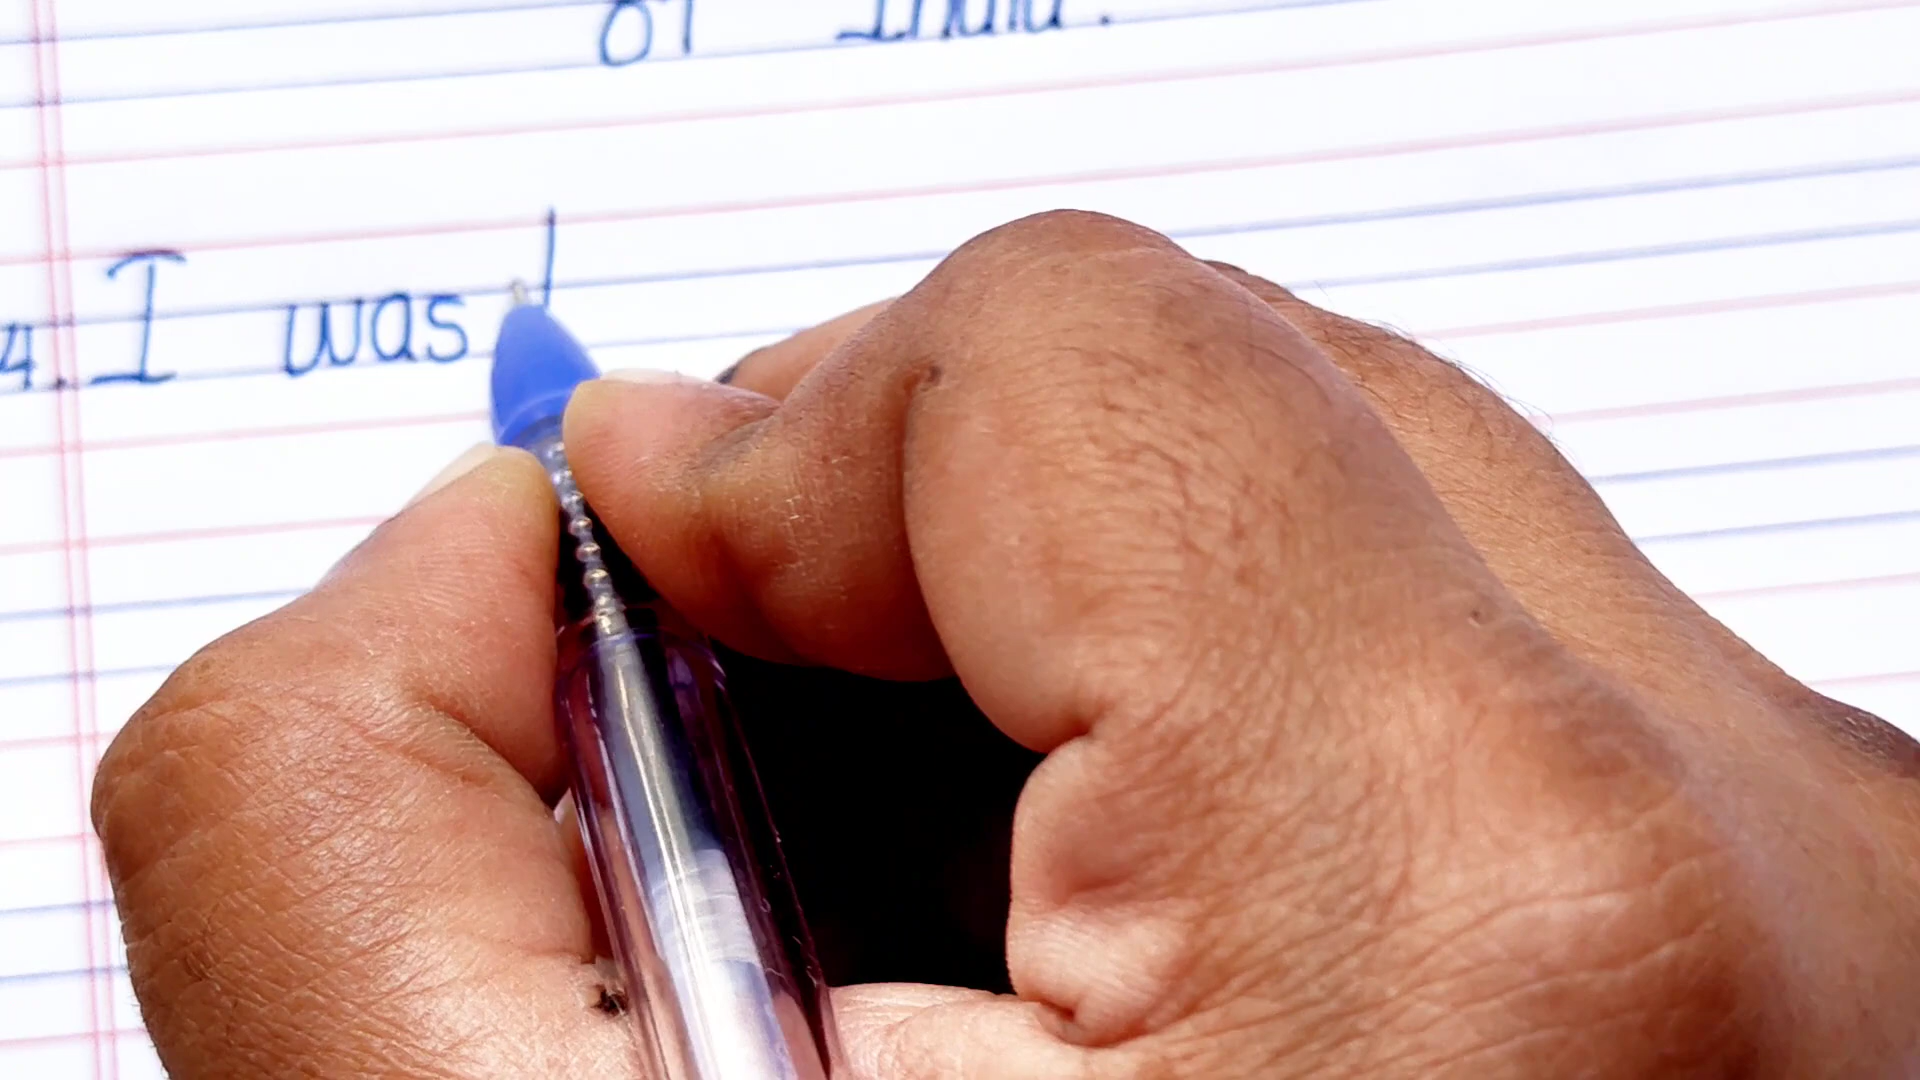 of India.
4. I was